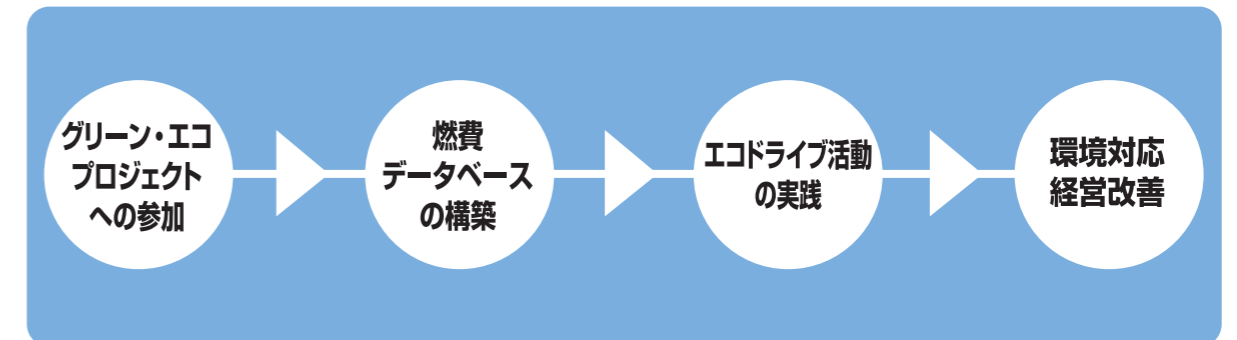 グリーン・エコ
プロジェクト
への参加
燃費
データベース
の構築
エコドライブ活動
の実践
環境対応
経営改善